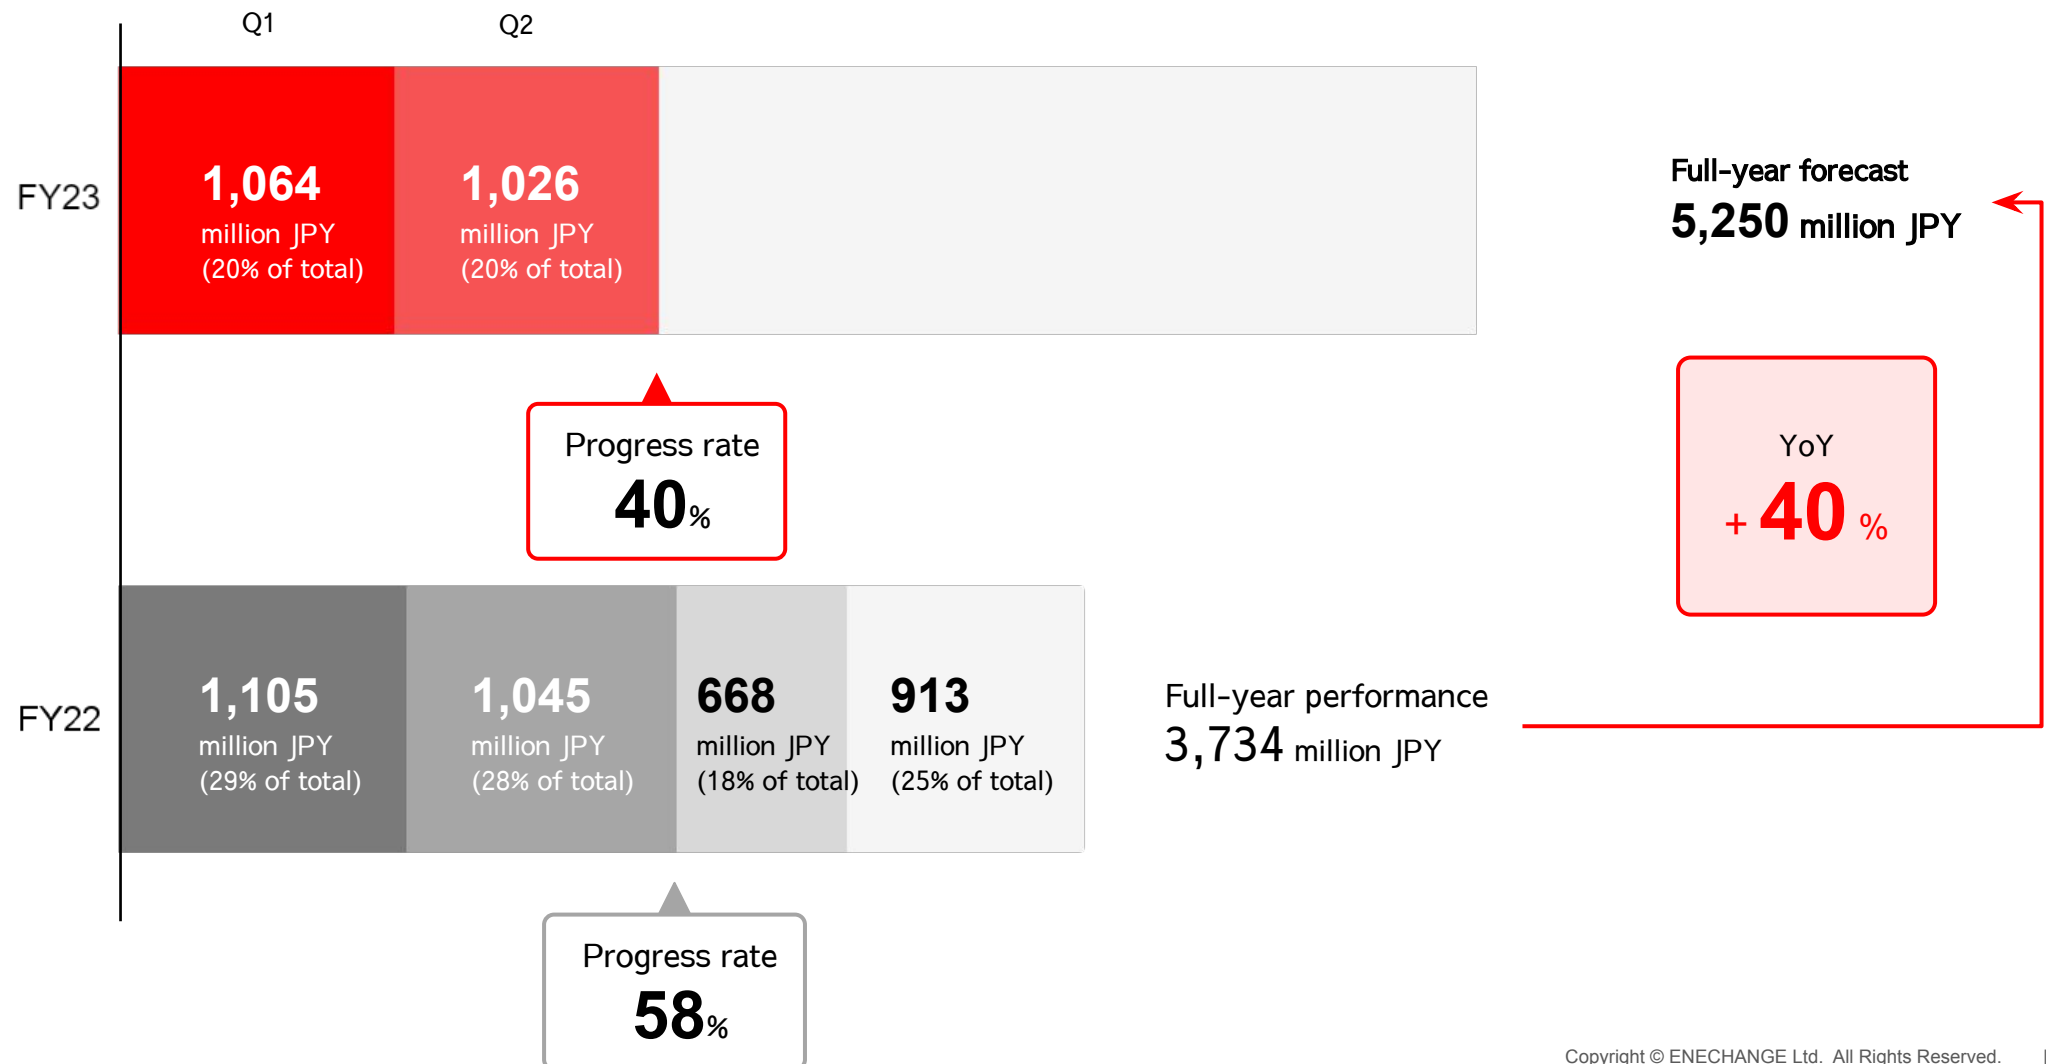 Q1
Q2
FY23
1,064
million JPY
(20% of total)
1,026
million JPY
(20% of total)
Full-year forecast
5,250 million JPY
Progress rate
40%
YoY
+ 40 %
FY22
1,105
million JPY
(29% of total)
1,045
million JPY
(28% of total)
668
million JPY
(18% of total)
913
million JPY
(25% of total)
Full-year performance
3,734 million JPY
Progress rate
58%
Copyright © ENECHANGE Ltd. All Rights Reserved.